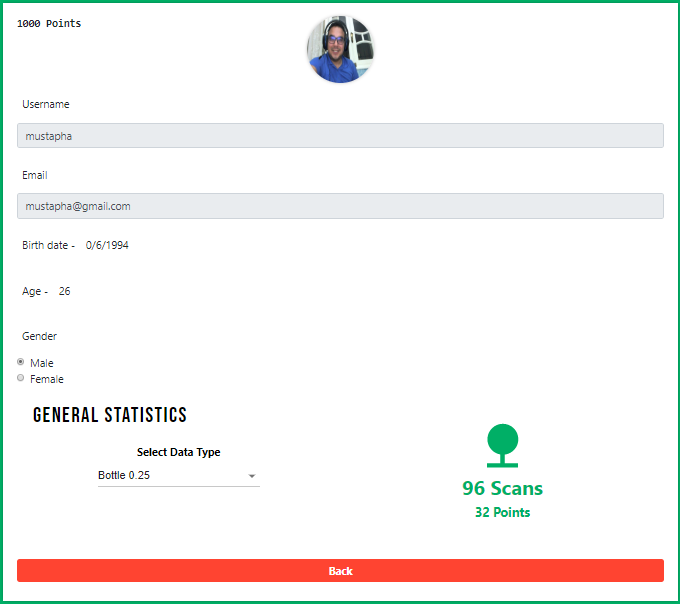 1000 Points
Username
mustapha
Email
mustapha@gmail.com
Birth date - 0/6/1994
Age - 26
Gender
Male
Female
GENERAL STATISTICS
Select Data Type
Bottle 0.25
96 Scans
32 Points
Back